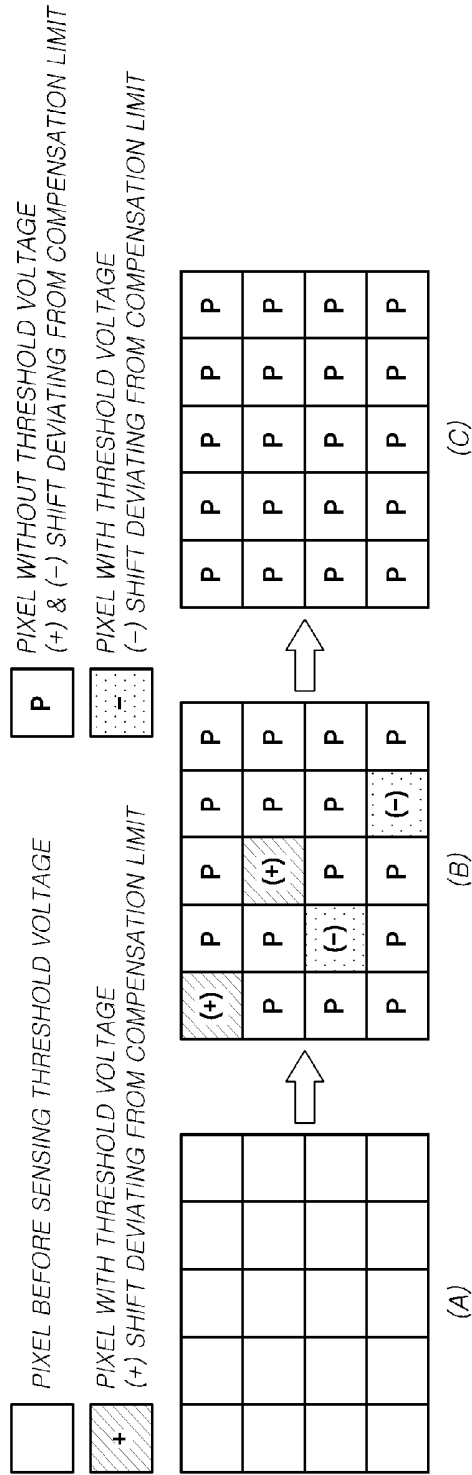 PIXEL BEFORE SENSING THRESHOLD VOLTAGE
P PIXEL WITHOUT THRESHOLD VOLTAGE
(+) & (−) SHIFT DEVIATING FROM COMPENSATION LIMIT
+ PIXEL WITH THRESHOLD VOLTAGE
(+) SHIFT DEVIATING FROM COMPENSATION LIMIT
− PIXEL WITH THRESHOLD VOLTAGE
(−) SHIFT DEVIATING FROM COMPENSATION LIMIT
(A)
(+) P P P P
P P (+) P P
P (−) P P P
P P P (−) P
(B)
P P P P P
P P P P P
P P P P P
P P P P P
(C)